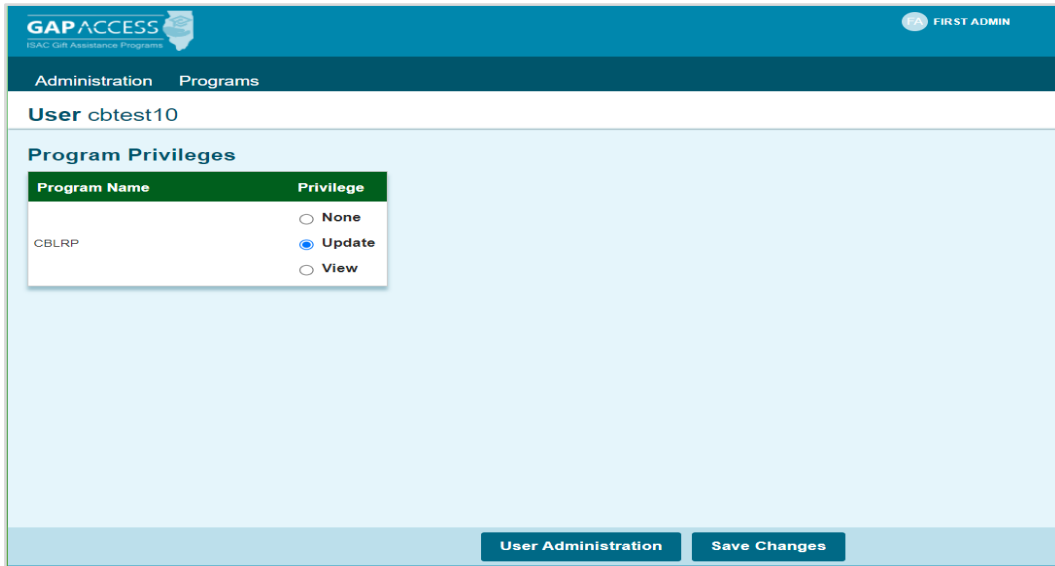 GAPACCESS
ISAC Gift Assistance Programs
FA FIRST ADMIN
Administration Programs
User cbtest10
Program Privileges
Program Name Privilege
None
CBLRP Update
View
User Administration Save Changes